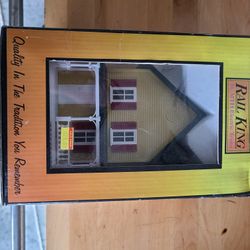 RAIL KING
Quality In The Tradition You Remember